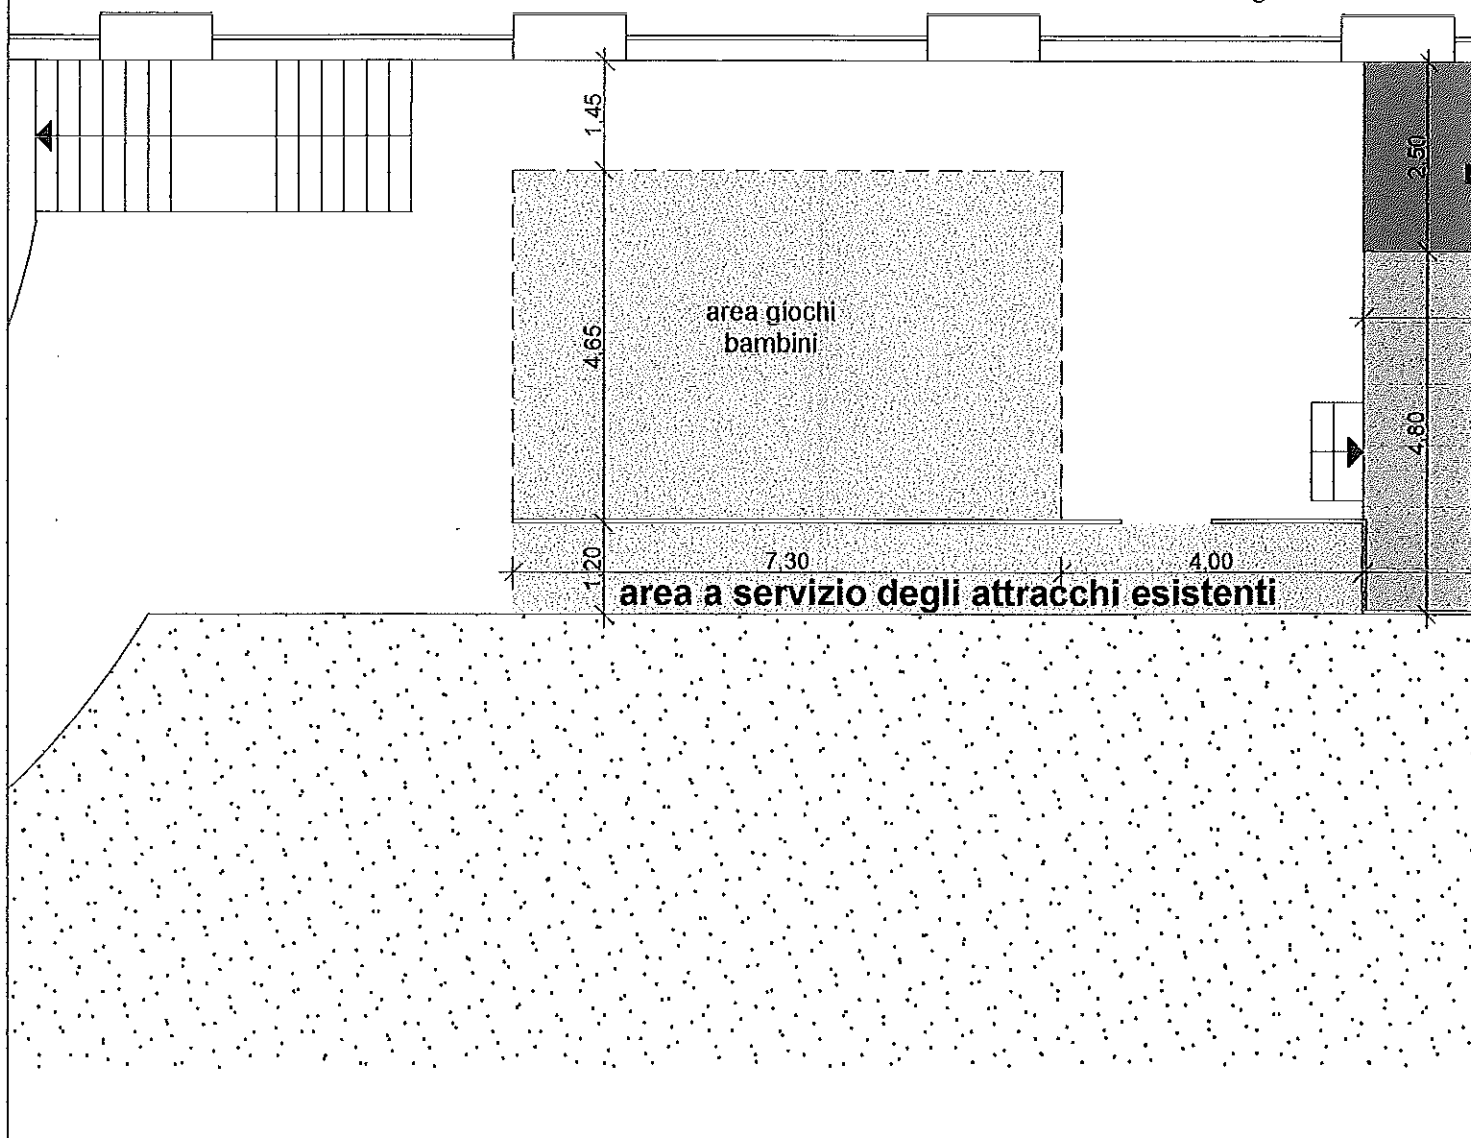 1,45
2,50
area giochi
bambini
4,65
4,80
1,20
7,30
4,00
area a servizio degli attracchi esistenti